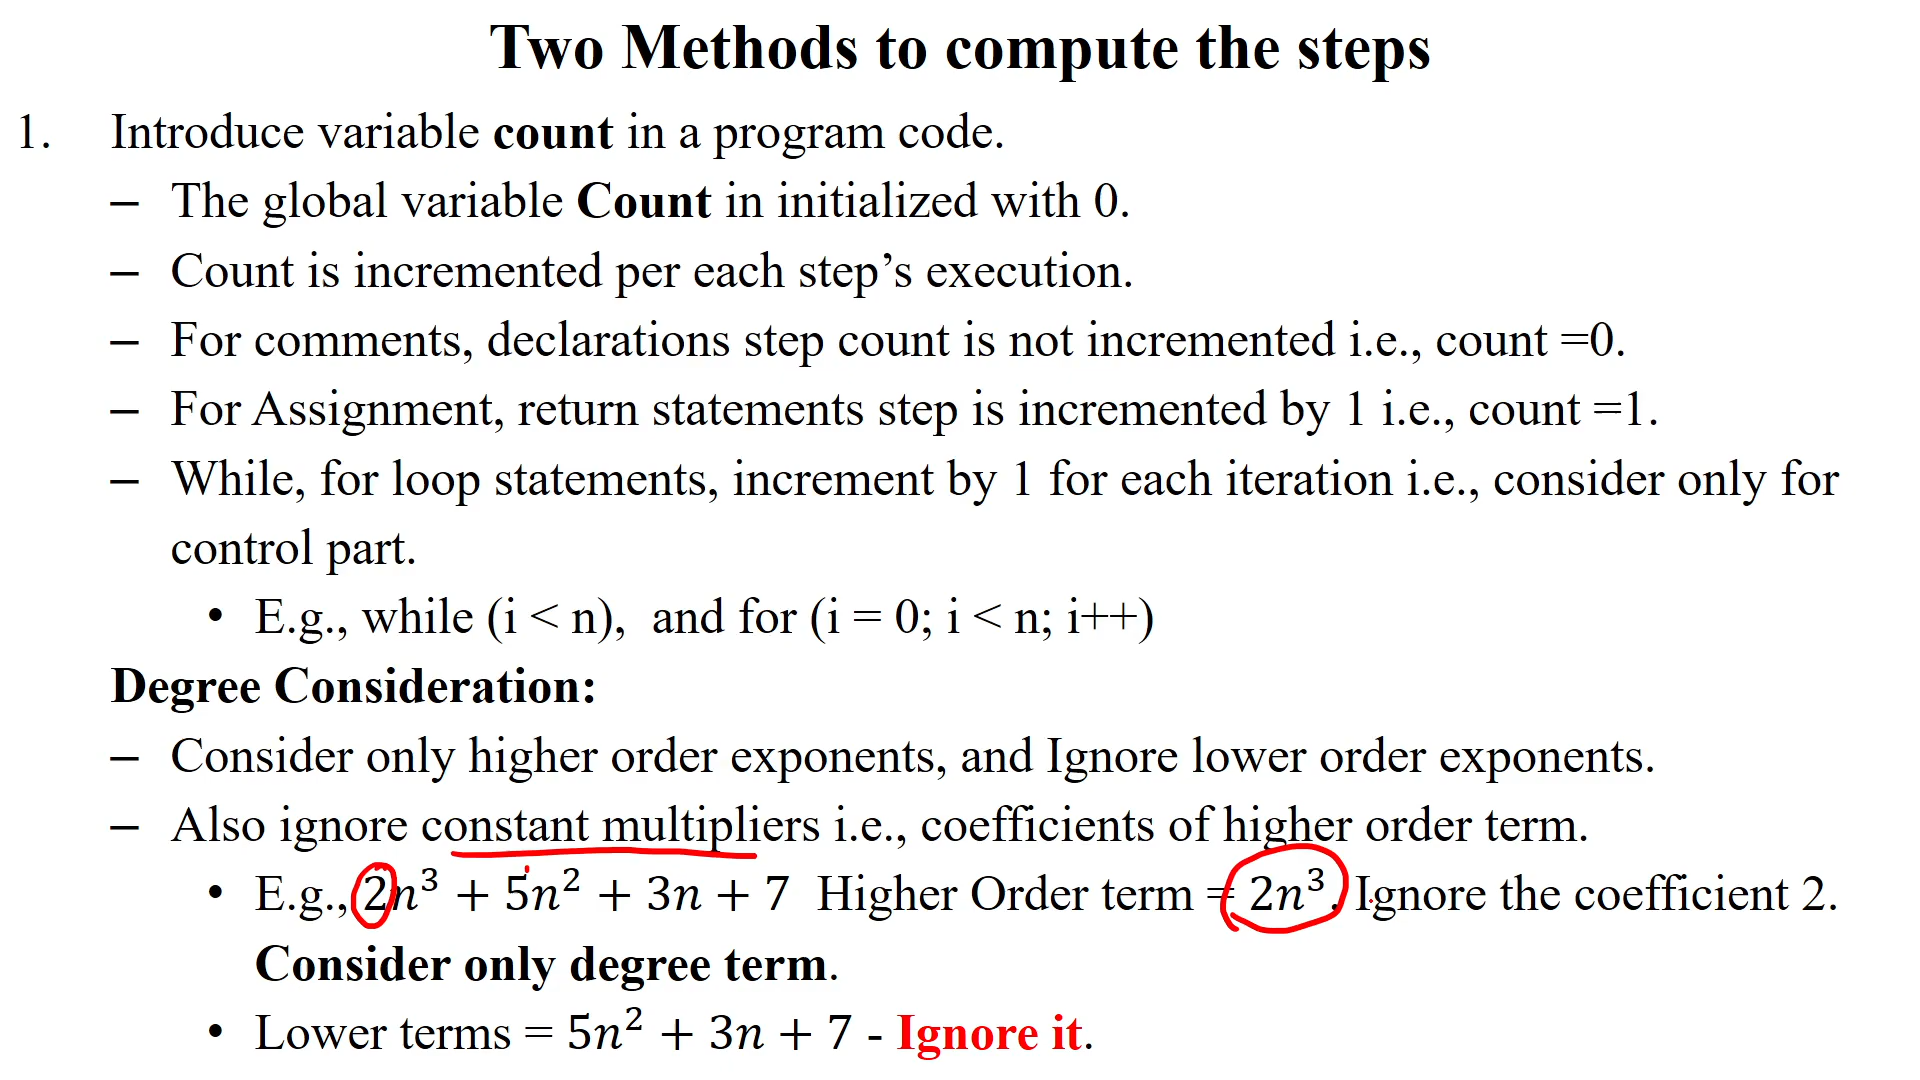 Two Methods to compute the steps
1. Introduce variable count in a program code.
– The global variable Count in initialized with 0.
– Count is incremented per each step’s execution.
– For comments, declarations step count is not incremented i.e., count =0.
– For Assignment, return statements step is incremented by 1 i.e., count =1.
– While, for loop statements, increment by 1 for each iteration i.e., consider only for
control part.
• E.g., while (i < n), and for (i = 0; i < n; i++)
Degree Consideration:
– Consider only higher order exponents, and Ignore lower order exponents.
– Also ignore constant multipliers i.e., coefficients of higher order term.
• E.g., 2n³ + 5n² + 3n + 7 Higher Order term = 2n³. Ignore the coefficient 2.
Consider only degree term.
• Lower terms = 5n² + 3n + 7 - Ignore it.